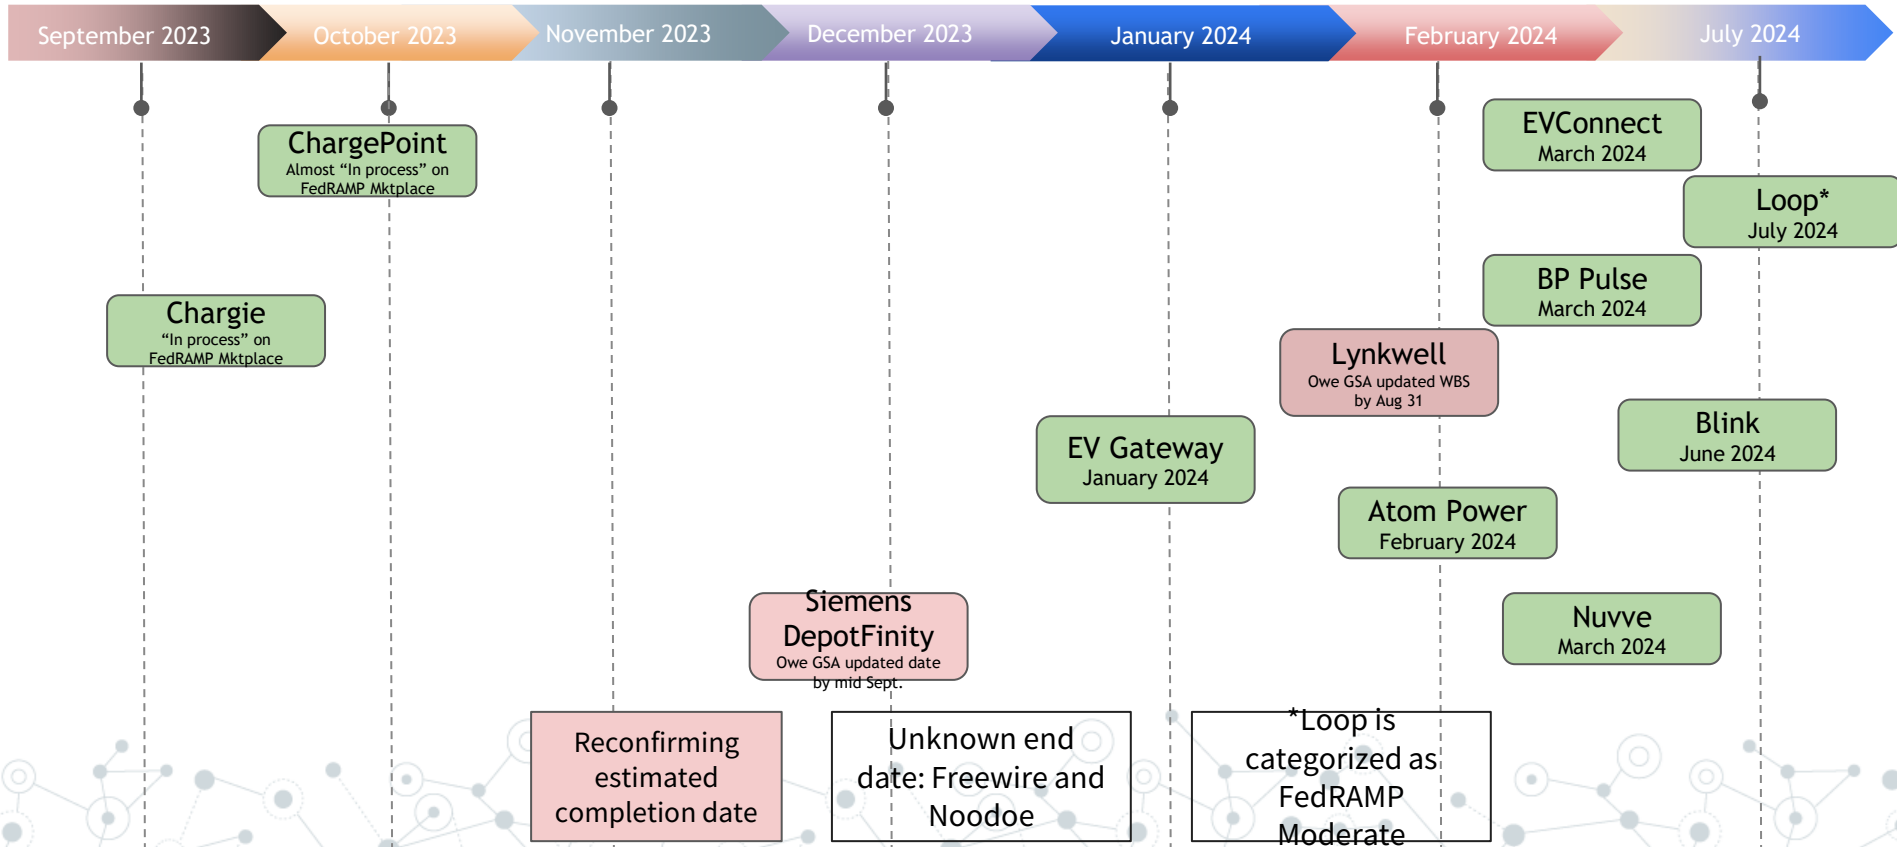 September 2023
October 2023
November 2023
December 2023
January 2024
February 2024
July 2024
ChargePoint
Almost “In process” on
FedRAMP Mktplace
EVConnect
March 2024
Loop*
July 2024
Chargie
“In process” on
FedRAMP Mktplace
BP Pulse
March 2024
Lynkwell
Owe GSA updated WBS
by Aug 31
EV Gateway
January 2024
Blink
June 2024
Atom Power
February 2024
Siemens
DepotFinity
Owe GSA updated date
by mid Sept.
Nuvve
March 2024
Reconfirming
estimated
completion date
Unknown end
date: Freewire and
Noodoe
*Loop is
categorized as
FedRAMP
Moderate